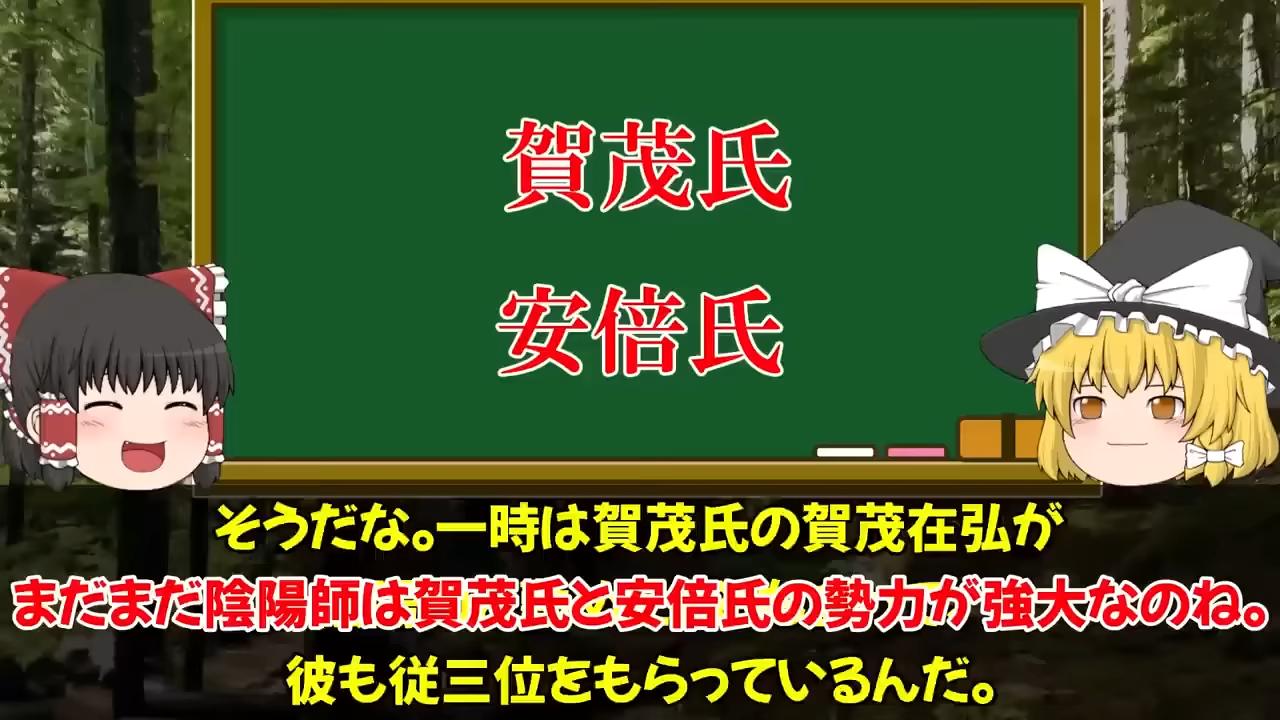 賀茂氏
安倍氏
そうだな。一時は賀茂氏の賀茂在弘が
まだまだ陰陽師は賀茂氏と安倍氏の勢力が強大なのね。
彼も従三位をもらっているんだ。